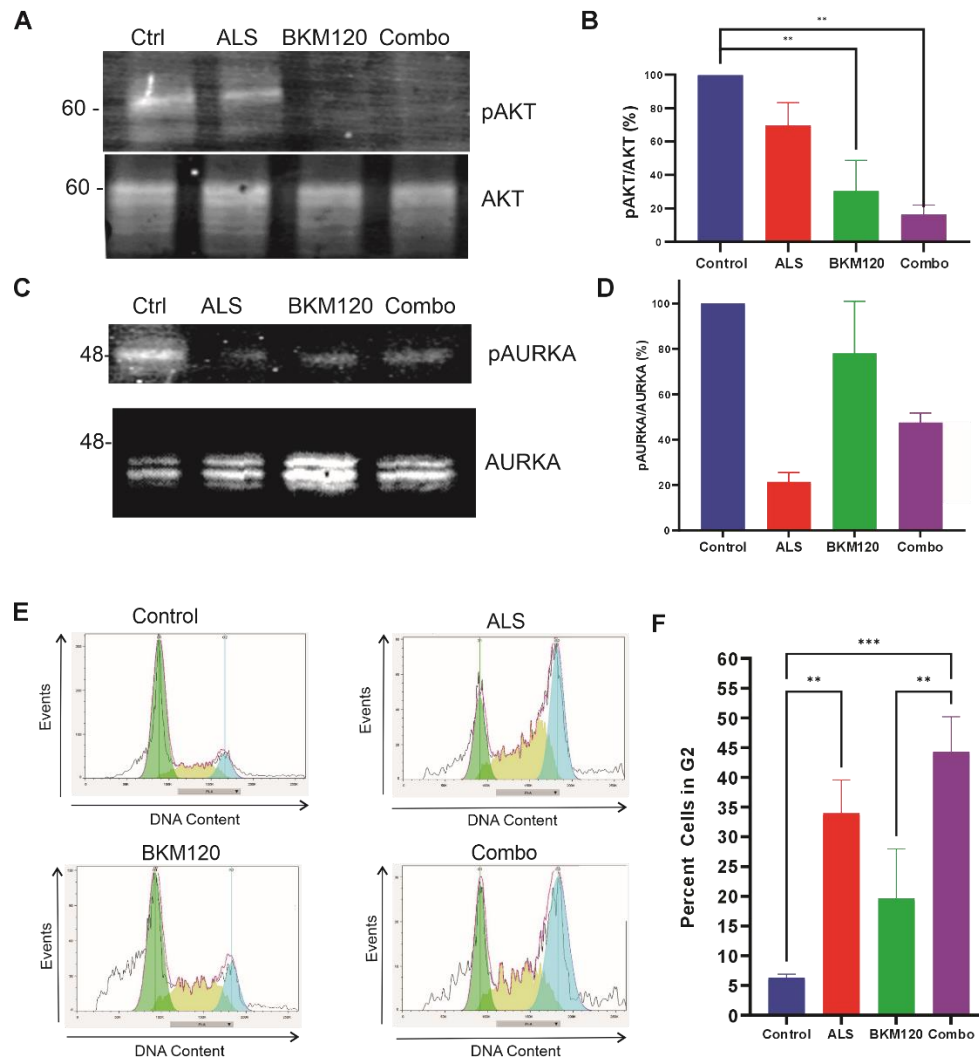 A
Ctrl ALS BKM120 Combo
60 -
pAKT
60 -
AKT
B
**
**
pAKT/AKT (%)
100
80
60
40
20
0
Control ALS BKM120 Combo
C
Ctrl ALS BKM120 Combo
48-
pAURKA
48-
AURKA
D
pAURKA/AURKA (%)
100
80
60
40
20
0
Control ALS BKM120 Combo
E
Control
Events
DNA Content
ALS
Events
DNA Content
BKM120
Events
DNA Content
Combo
Events
DNA Content
F
***
** **
Percent Cells in G2
60
55
50
45
40
35
30
25
20
15
10
5
0
Control ALS BKM120 Combo